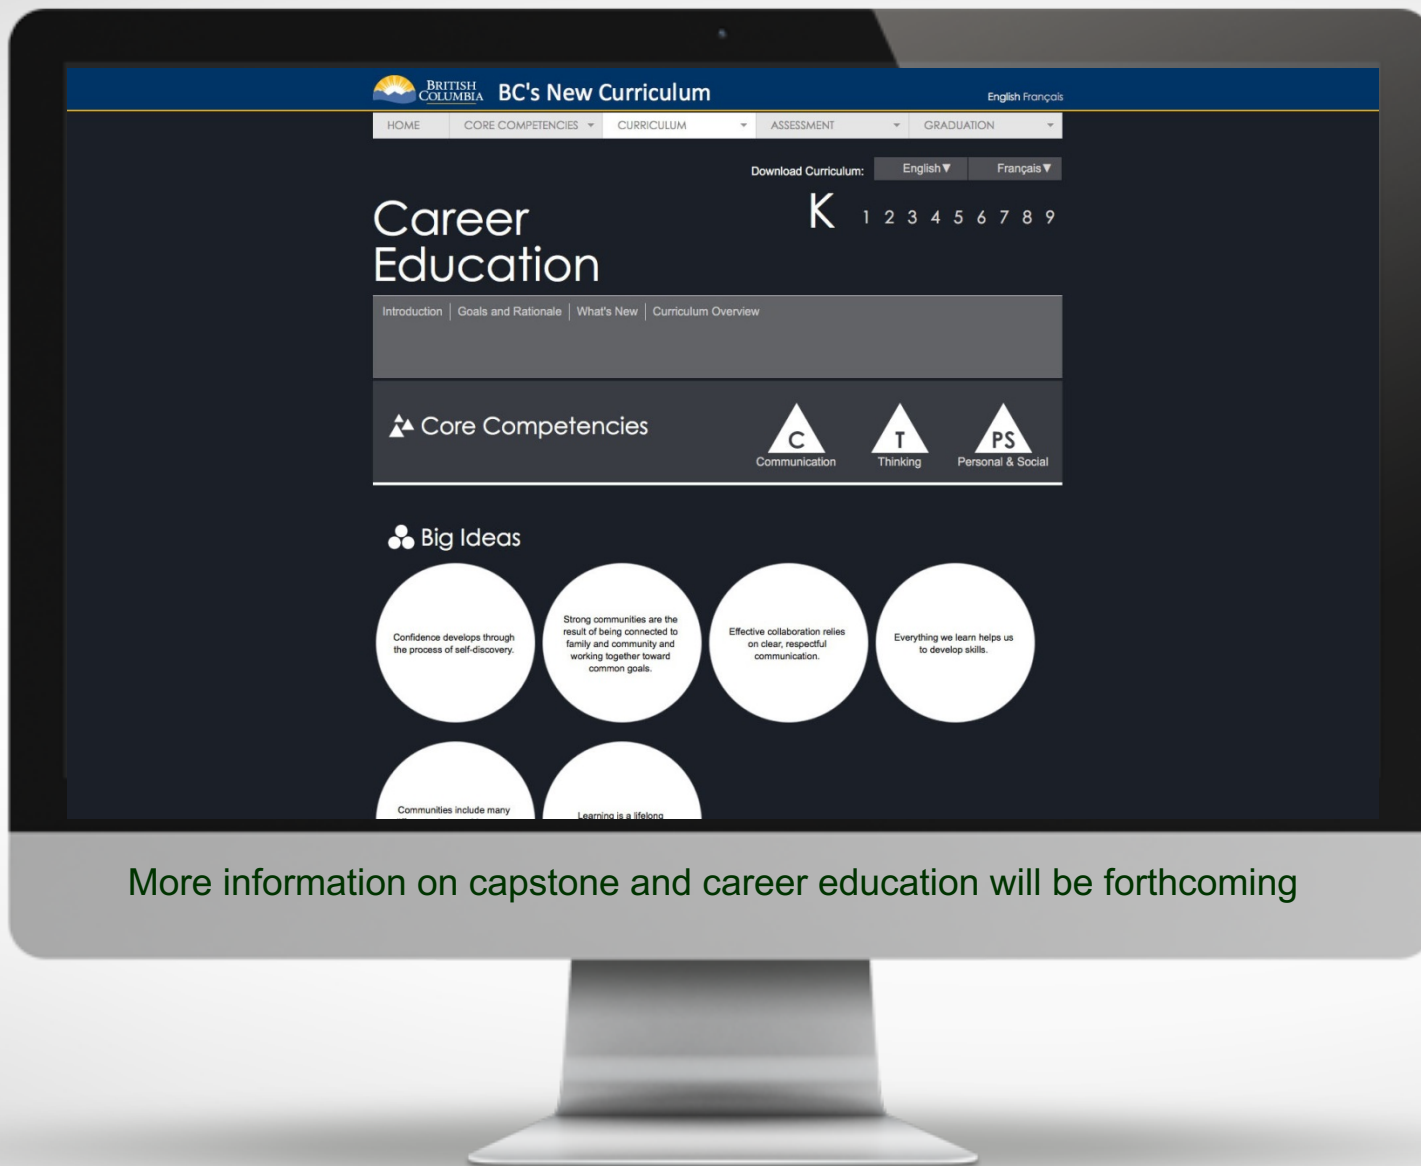 BRITISH
COLUMBIA
BC's New Curriculum
English Français
HOME CORE COMPETENCIES CURRICULUM ASSESSMENT GRADUATION
Download Curriculum: English▼ Français▼
Career
Education
K 1 2 3 4 5 6 7 8 9
Introduction | Goals and Rationale | What's New | Curriculum Overview
Core Competencies
C T PS
Communication Thinking Personal & Social
Big Ideas
Confidence develops through
the process of self-discovery.
Strong communities are the
result of being connected to
family and community and
working together toward
common goals.
Effective collaboration relies
on clear, respectful
communication.
Everything we learn helps us
to develop skills.
Communities include many
Learning is a lifelong
More information on capstone and career education will be forthcoming